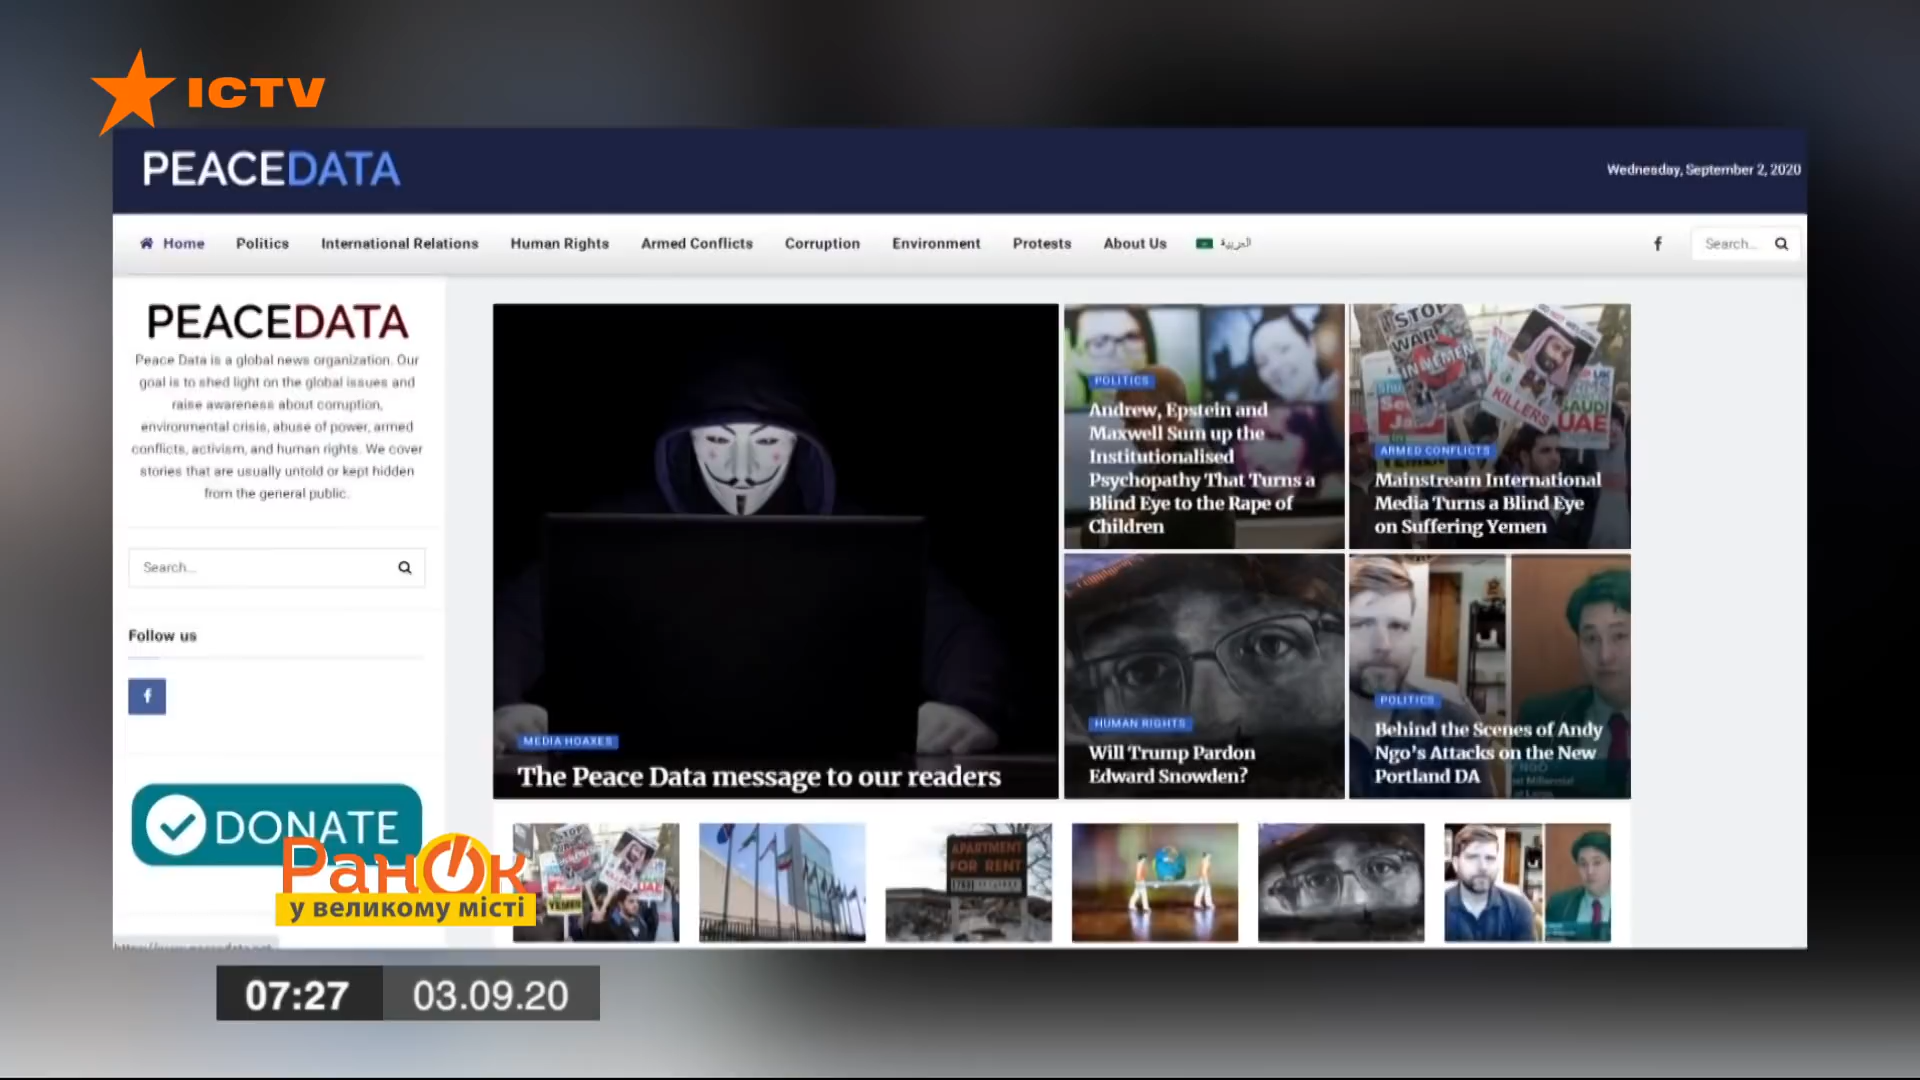 ICTV
PEACEDATA
Wednesday, September 2, 2020
Home Politics International Relations Human Rights Armed Conflicts Corruption Environment Protests About Us العربية
Search...
PEACEDATA
Peace Data is a global news organization. Our
goal is to shed light on the global issues and
raise awareness about corruption,
environmental crisis, abuse of power, armed
conflicts, activism, and human rights. We cover
stories that are usually untold or kept hidden
from the general public.
Search...
Follow us
DONATE
MEDIA HOAXES
The Peace Data message to our readers
POLITICS
Andrew, Epstein and
Maxwell Sum up the
Institutionalised
Psychopathy That Turns a
Blind Eye to the Rape of
Children
STOP
WAR
IN YEMEN
KILLERS
SAUDI
UAE
ARMED CONFLICTS
Mainstream International
Media Turns a Blind Eye
on Suffering Yemen
HUMAN RIGHTS
Will Trump Pardon
Edward Snowden?
POLITICS
Behind the Scenes of Andy
Ngo's Attacks on the New
Portland DA
APARTMENT
FOR RENT
YEMEN
UAE
Ранок
у великому місті
07:27 03.09.20